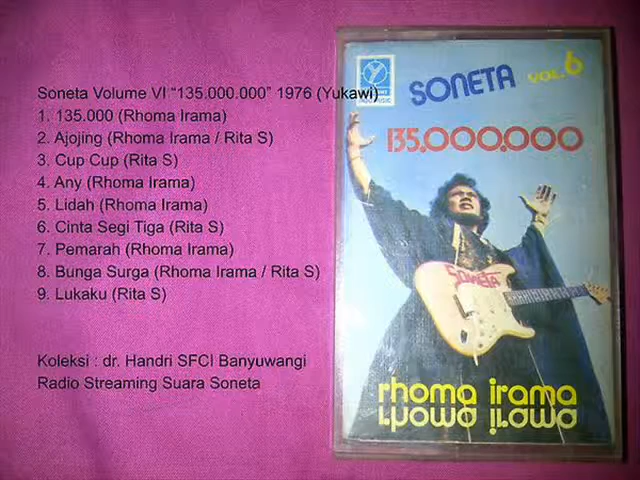 Soneta Volume VI “135.000.000” 1976 (Yukawi)
1. 135.000 (Rhoma Irama)
2. Ajojing (Rhoma Irama / Rita S)
3. Cup Cup (Rita S)
4. Any (Rhoma Irama)
5. Lidah (Rhoma Irama)
6. Cinta Segi Tiga (Rita S)
7. Pemarah (Rhoma Irama)
8. Bunga Surga (Rhoma Irama / Rita S)
9. Lukaku (Rita S)
Koleksi : dr. Handri SFCI Banyuwangi
Radio Streaming Suara Soneta
SONETA VOL.6
135.000.000
SONETA
rhoma irama
rhoma irama